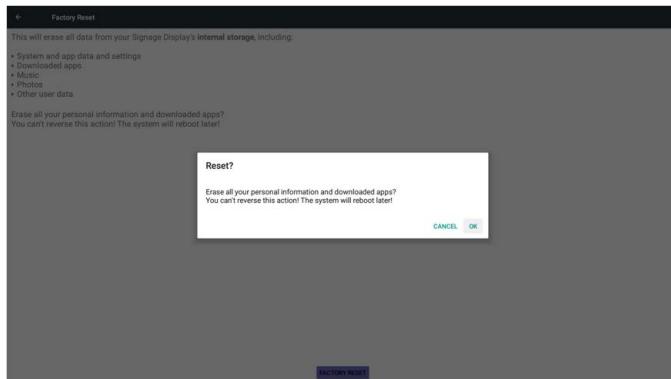 Factory Reset
This will erase all data from your Signage Display's internal storage, including:
• System and app data and settings
• Downloaded apps
• Music
• Photos
• Other user data
Erase all your personal information and downloaded apps?
You can't reverse this action! The system will reboot later!
Reset?
Erase all your personal information and downloaded apps?
You can't reverse this action! The system will reboot later!
CANCEL OK
FACTORY RESET